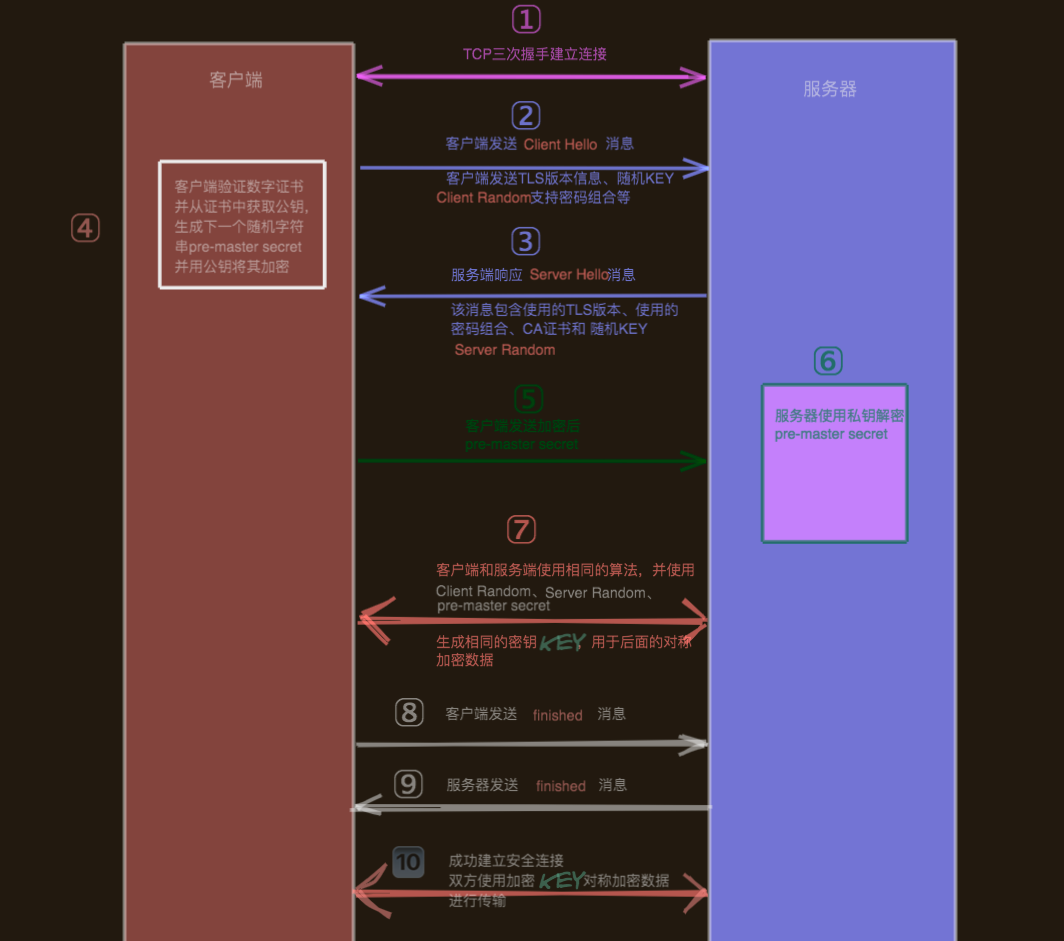 1
TCP三次握手建立连接
客户端
服务器
2
客户端发送 Client Hello 消息
客户端发送TLS版本信息、随机KEY
Client Random支持密码组合等
4
客户端验证数字证书
并从证书中获取公钥,
生成下一个随机字符
串pre-master secret
并用公钥将其加密
3
服务端响应 Server Hello消息
该消息包含使用的TLS版本、使用的
密码组合、CA证书和 随机KEY
Server Random
5
客户端发送加密后
pre-master secret
6
服务器使用私钥解密
pre-master secret
7
客户端和服务端使用相同的算法，并使用
Client Random、Server Random、
pre-master secret
生成相同的密钥 KEY, 用于后面的对称
加密数据
8 客户端发送 finished 消息
9 服务器发送 finished 消息
10 成功建立安全连接
双方使用加密 KEY对称加密数据
进行传输